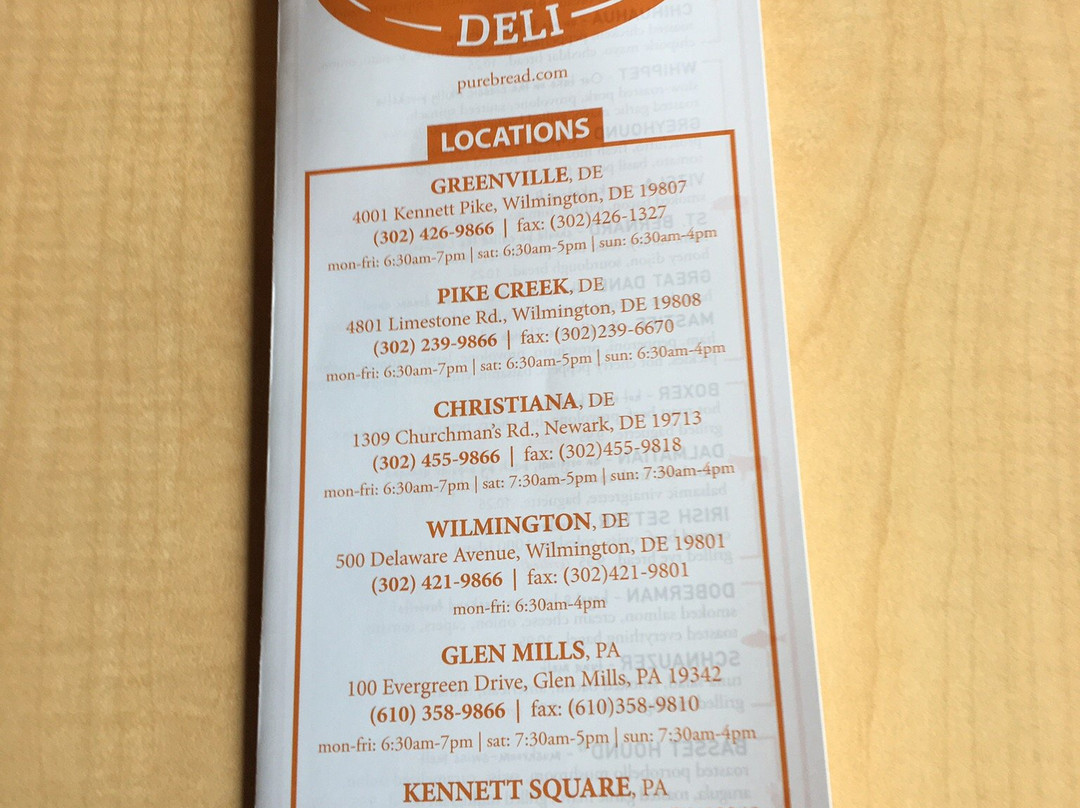 DELI
purebread.com
LOCATIONS
GREENVILLE, DE
4001 Kennett Pike, Wilmington, DE 19807
(302) 426-9866 | fax: (302)426-1327
mon-fri: 6:30am-7pm | sat: 6:30am-5pm | sun: 6:30am-4pm
PIKE CREEK, DE
4801 Limestone Rd., Wilmington, DE 19808
(302) 239-9866 | fax: (302)239-6670
mon-fri: 6:30am-7pm | sat: 6:30am-5pm | sun: 6:30am-4pm
CHRISTIANA, DE
1309 Churchman's Rd., Newark, DE 19713
(302) 455-9866 | fax: (302)455-9818
mon-fri: 6:30am-7pm | sat: 7:30am-5pm | sun: 7:30am-4pm
WILMINGTON, DE
500 Delaware Avenue, Wilmington, DE 19801
(302) 421-9866 | fax: (302)421-9801
mon-fri: 6:30am-4pm
GLEN MILLS, PA
100 Evergreen Drive, Glen Mills, PA 19342
(610) 358-9866 | fax: (610)358-9810
mon-fri: 6:30am-7pm | sat: 7:30am-5pm | sun: 7:30am-4pm
KENNETT SQUARE, PA